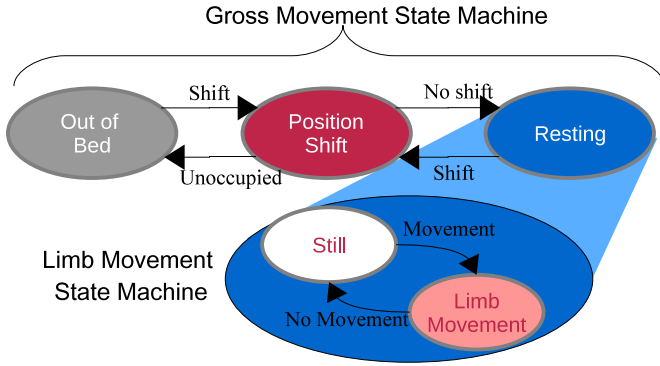 Gross Movement State Machine
Shift
No shift
Out of
Bed
Position
Shift
Resting
Unoccupied
Shift
Still
Movement
Limb Movement
State Machine
Limb
Movement
No Movement